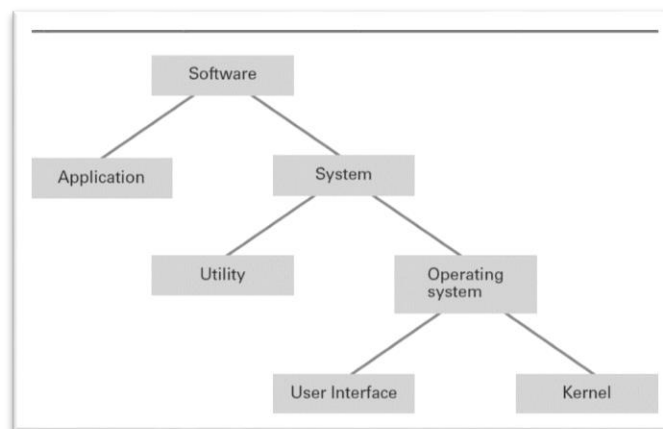 Software
Application
System
Utility
Operating
system
User Interface
Kernel